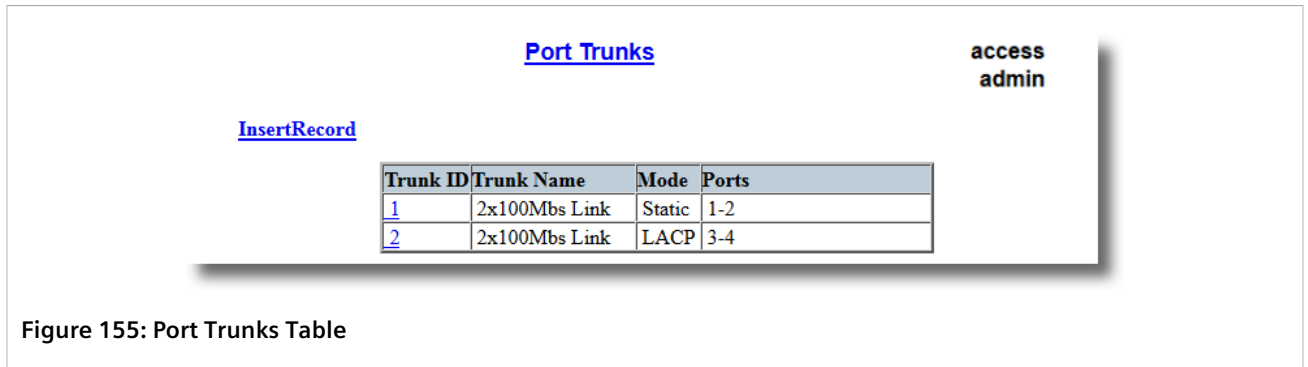 Port Trunks
access
admin
InsertRecord
Trunk ID Trunk Name Mode Ports
1 2x100Mbs Link Static 1-2
2 2x100Mbs Link LACP 3-4
Figure 155: Port Trunks Table